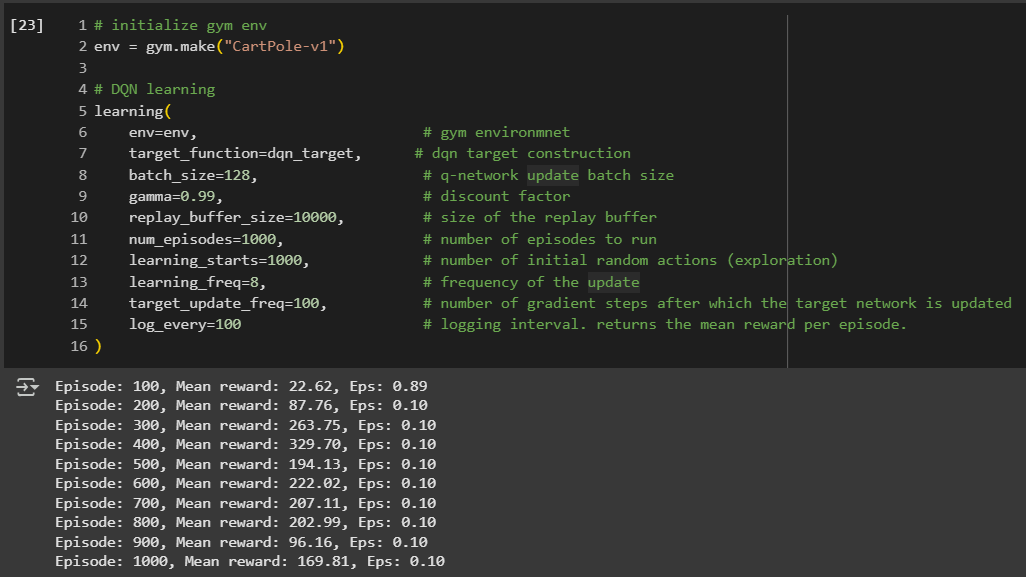 [23] 1 # initialize gym env
2 env = gym.make("CartPole-v1")
3
4 # DQN learning
5 learning(
6 env=env, # gym environmnet
7 target_function=dqn_target, # dqn target construction
8 batch_size=128, # q-network update batch size
9 gamma=0.99, # discount factor
10 replay_buffer_size=10000, # size of the replay buffer
11 num_episodes=1000, # number of episodes to run
12 learning_starts=1000, # number of initial random actions (exploration)
13 learning_freq=8, # frequency of the update
14 target_update_freq=100, # number of gradient steps after which the target network is updated
15 log_every=100 # logging interval. returns the mean reward per episode.
16 )
Episode: 100, Mean reward: 22.62, Eps: 0.89
Episode: 200, Mean reward: 87.76, Eps: 0.10
Episode: 300, Mean reward: 263.75, Eps: 0.10
Episode: 400, Mean reward: 329.70, Eps: 0.10
Episode: 500, Mean reward: 194.13, Eps: 0.10
Episode: 600, Mean reward: 222.02, Eps: 0.10
Episode: 700, Mean reward: 207.11, Eps: 0.10
Episode: 800, Mean reward: 202.99, Eps: 0.10
Episode: 900, Mean reward: 96.16, Eps: 0.10
Episode: 1000, Mean reward: 169.81, Eps: 0.10